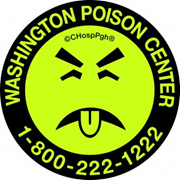 WASHINGTON POISON CENTER
©CHospPgh®
1-800-222-1222